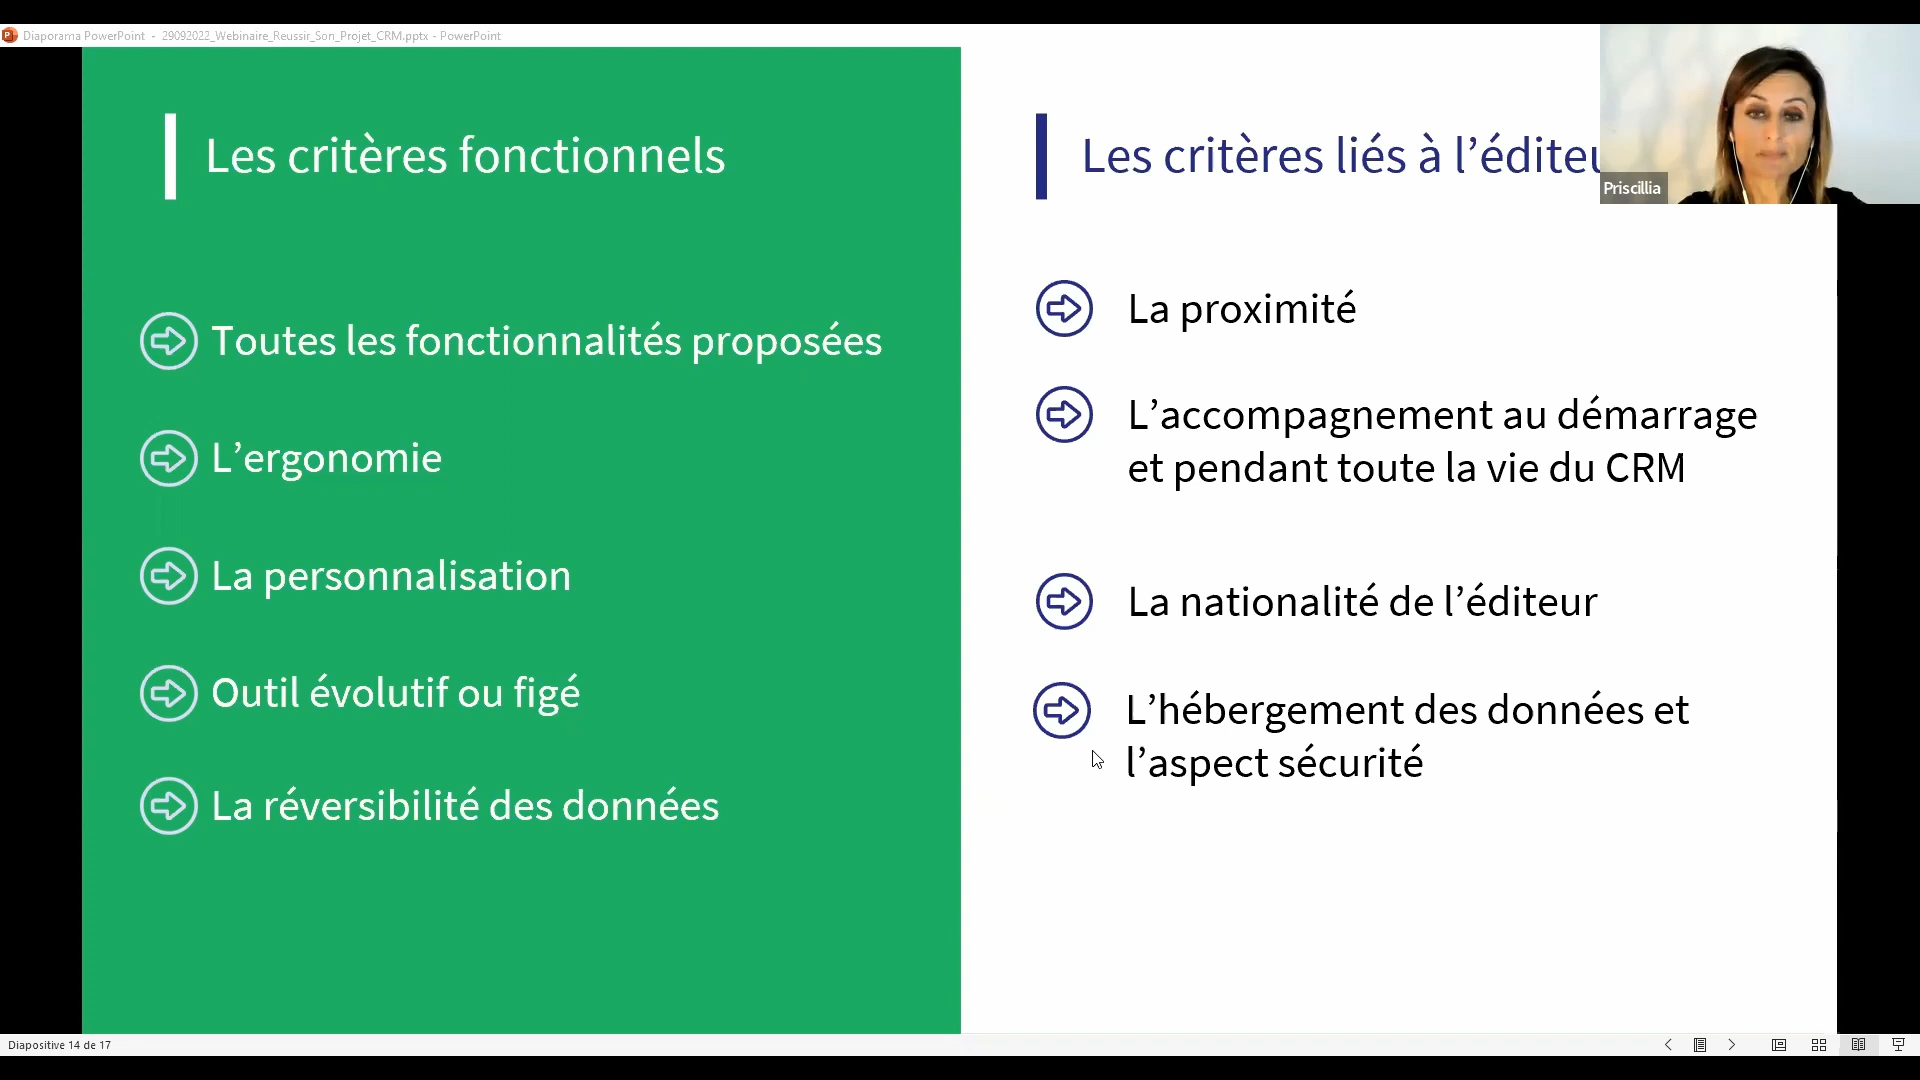 Diaporama PowerPoint - 29092022_Webinaire_Reussir_Son_Projet_CRM.pptx - PowerPoint
Les critères fonctionnels
Toutes les fonctionnalités proposées
L’ergonomie
La personnalisation
Outil évolutif ou figé
La réversibilité des données
Les critères liés à l’éditeu
La proximité
L’accompagnement au démarrage
et pendant toute la vie du CRM
La nationalité de l’éditeur
L’hébergement des données et
l’aspect sécurité
Priscillia
Diapositive 14 de 17